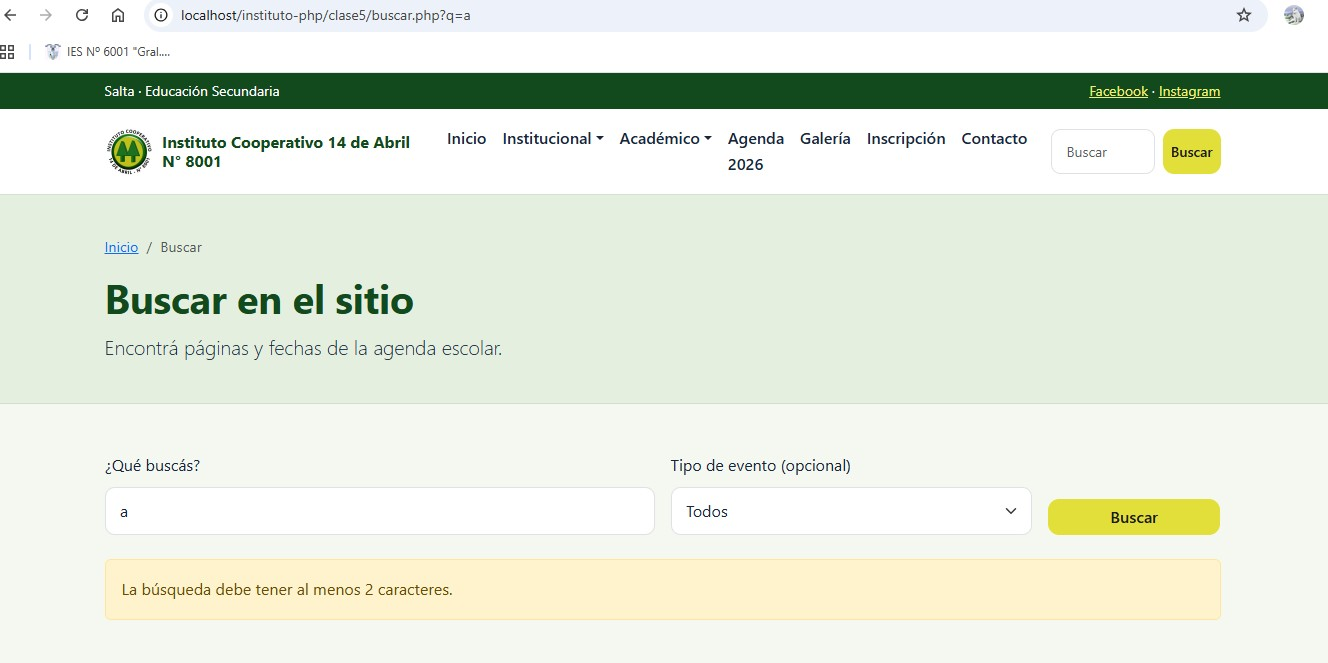 localhost/instituto-php/clase5/buscar.php?q=a
IES Nº 6001 "Gral....
Salta · Educación Secundaria
Facebook · Instagram
Instituto Cooperativo 14 de Abril
N° 8001
Inicio Institucional Académico Agenda 2026 Galería Inscripción Contacto
Buscar
Buscar
Inicio / Buscar
Buscar en el sitio
Encontrá páginas y fechas de la agenda escolar.
¿Qué buscás?
Tipo de evento (opcional)
a
Todos
Buscar
La búsqueda debe tener al menos 2 caracteres.